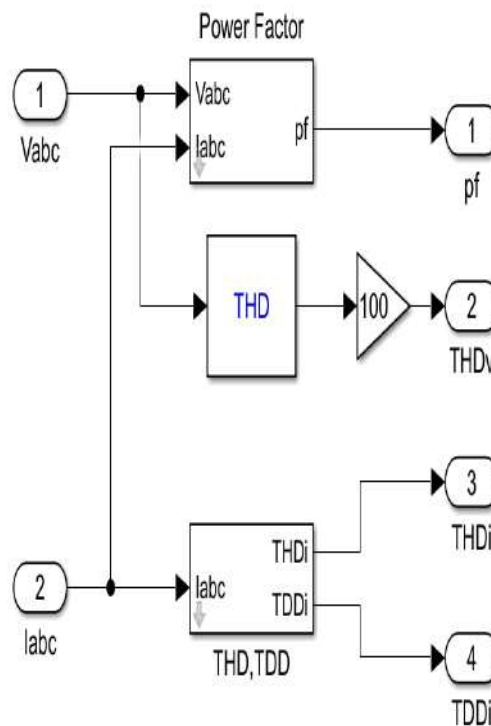 Power Factor
1
Vabc
Vabc
Iabc
pf
1
pf
THD
100
2
THDv
3
THDi
2
Iabc
Iabc
THDi
TDDi
THD,TDD
4
TDDi